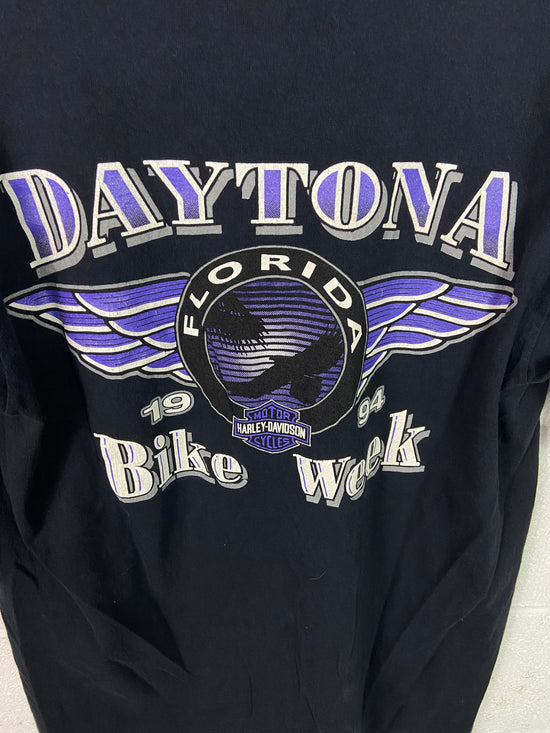 DAYTONA
FLORIDA
19 94
MOTOR
HARLEY-DAVIDSON
CYCLES
Bike Week